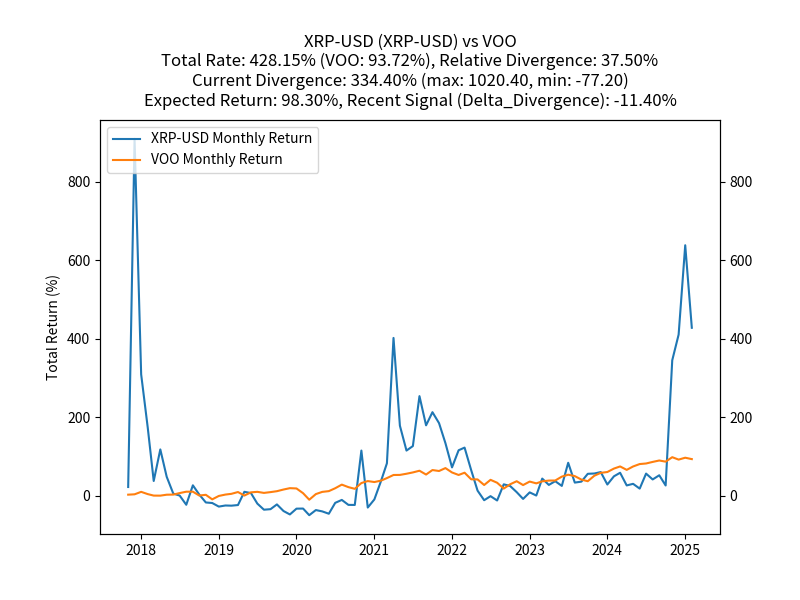 XRP-USD (XRP-USD) vs VOO
Total Rate: 428.15% (VOO: 93.72%), Relative Divergence: 37.50%
Current Divergence: 334.40% (max: 1020.40, min: -77.20)
Expected Return: 98.30%, Recent Signal (Delta_Divergence): -11.40%
XRP-USD Monthly Return
VOO Monthly Return
Total Return (%)
800
600
400
200
0
800
600
400
200
0
2018 2019 2020 2021 2022 2023 2024 2025